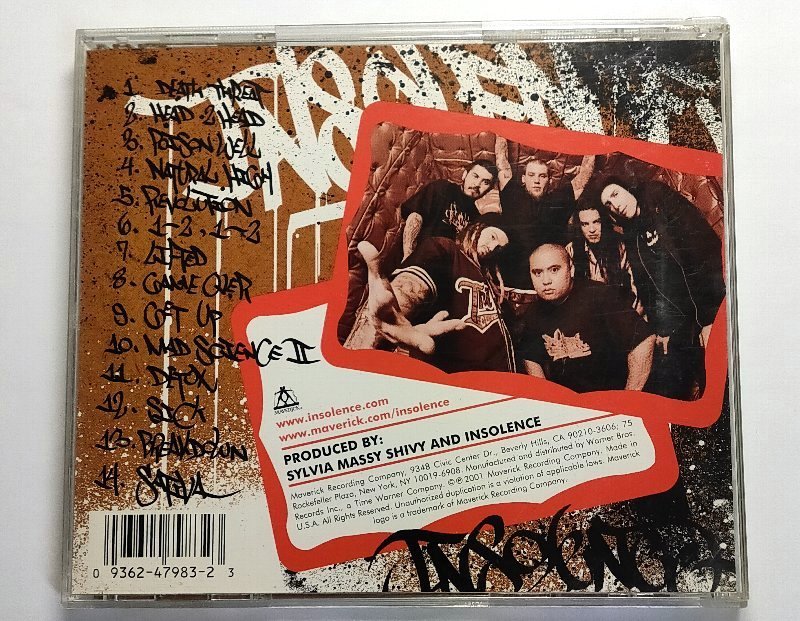 INSOLENCE
1. DEATH THREAT
2. HEAD 2 HEAD
3. POISON WELL
4. NATURAL HIGH
5. REVOLUTION
6. 1-2, 1-2
7. LIFTED
8. GAME OVER
9. GET UP
10. MAD SCIENCE II
11. DETOX
12. SICK
13. BREAKDOWN
14. SATIVA
MAVERICK
www.insolence.com
www.maverick.com/insolence
PRODUCED BY:
SYLVIA MASSY SHIVY AND INSOLENCE
Maverick Recording Company, 9348 Civic Center Dr., Beverly Hills, CA 90210-3606; 75
Rockefeller Plaza, New York, NY 10019-6908. Manufactured and distributed by Warner Bros.
Records Inc., a Time Warner Company. ©℗ 2001 Maverick Recording Company. Made in
U.S.A. All Rights Reserved. Unauthorized duplication is a violation of applicable laws. Maverick
logo is a trademark of Maverick Recording Company.
0 9362-47983-2 3
INSOLENCE